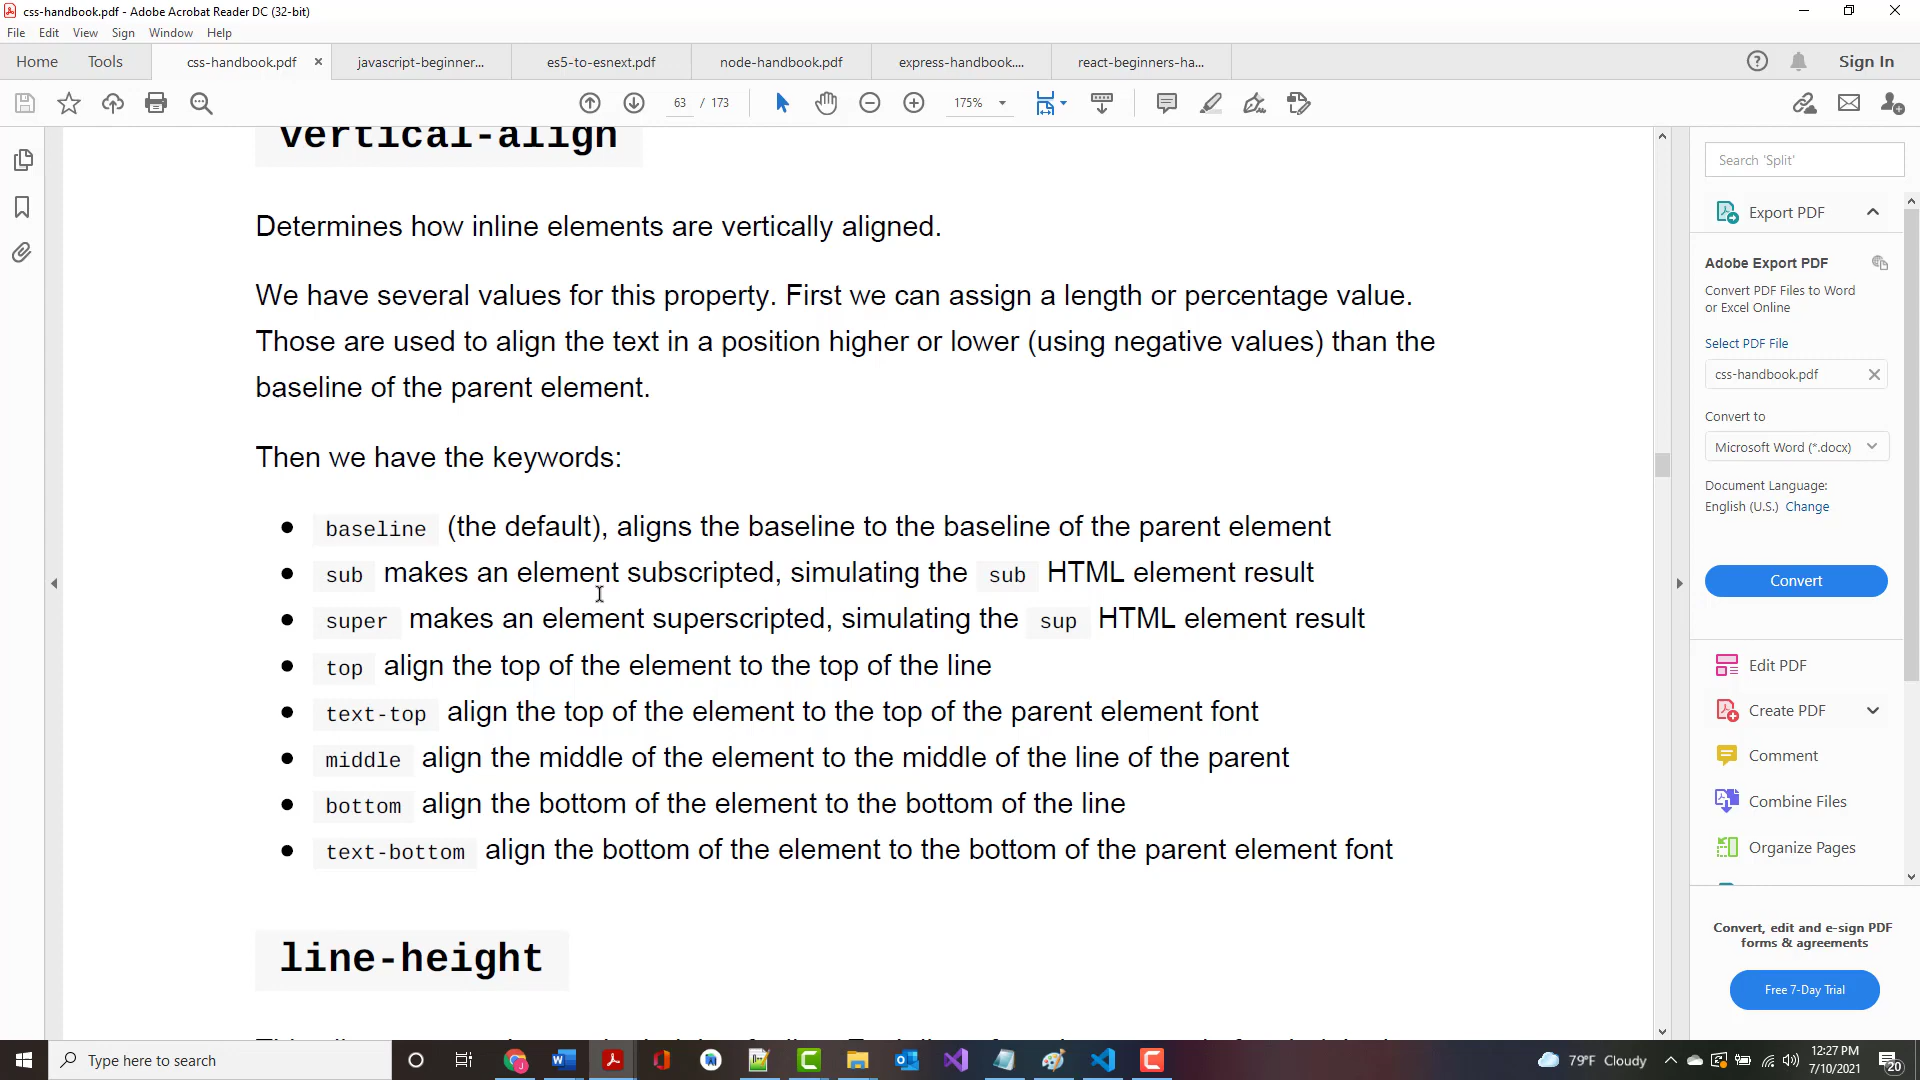 css-handbook.pdf - Adobe Acrobat Reader DC (32-bit)
File Edit View Sign Window Help
Home Tools css-handbook.pdf × javascript-beginner... es5-to-esnext.pdf node-handbook.pdf express-handbook.... react-beginners-ha... Sign In
63 / 173 175%
vertical-align
Determines how inline elements are vertically aligned.
We have several values for this property. First we can assign a length or percentage value.
Those are used to align the text in a position higher or lower (using negative values) than the
baseline of the parent element.
Then we have the keywords:
• baseline (the default), aligns the baseline to the baseline of the parent element
• sub makes an element subscripted, simulating the sub HTML element result
• super makes an element superscripted, simulating the sup HTML element result
• top align the top of the element to the top of the line
• text-top align the top of the element to the top of the parent element font
• middle align the middle of the element to the middle of the line of the parent
• bottom align the bottom of the element to the bottom of the line
• text-bottom align the bottom of the element to the bottom of the parent element font
line-height
Search 'Split'
Export PDF
Adobe Export PDF
Convert PDF Files to Word
or Excel Online
Select PDF File
css-handbook.pdf
Convert to
Microsoft Word (*.docx)
Document Language:
English (U.S.) Change
Convert
Edit PDF
Create PDF
Comment
Combine Files
Organize Pages
Convert, edit and e-sign PDF
forms & agreements
Free 7-Day Trial
Type here to search
79°F Cloudy
12:27 PM
7/10/2021
20